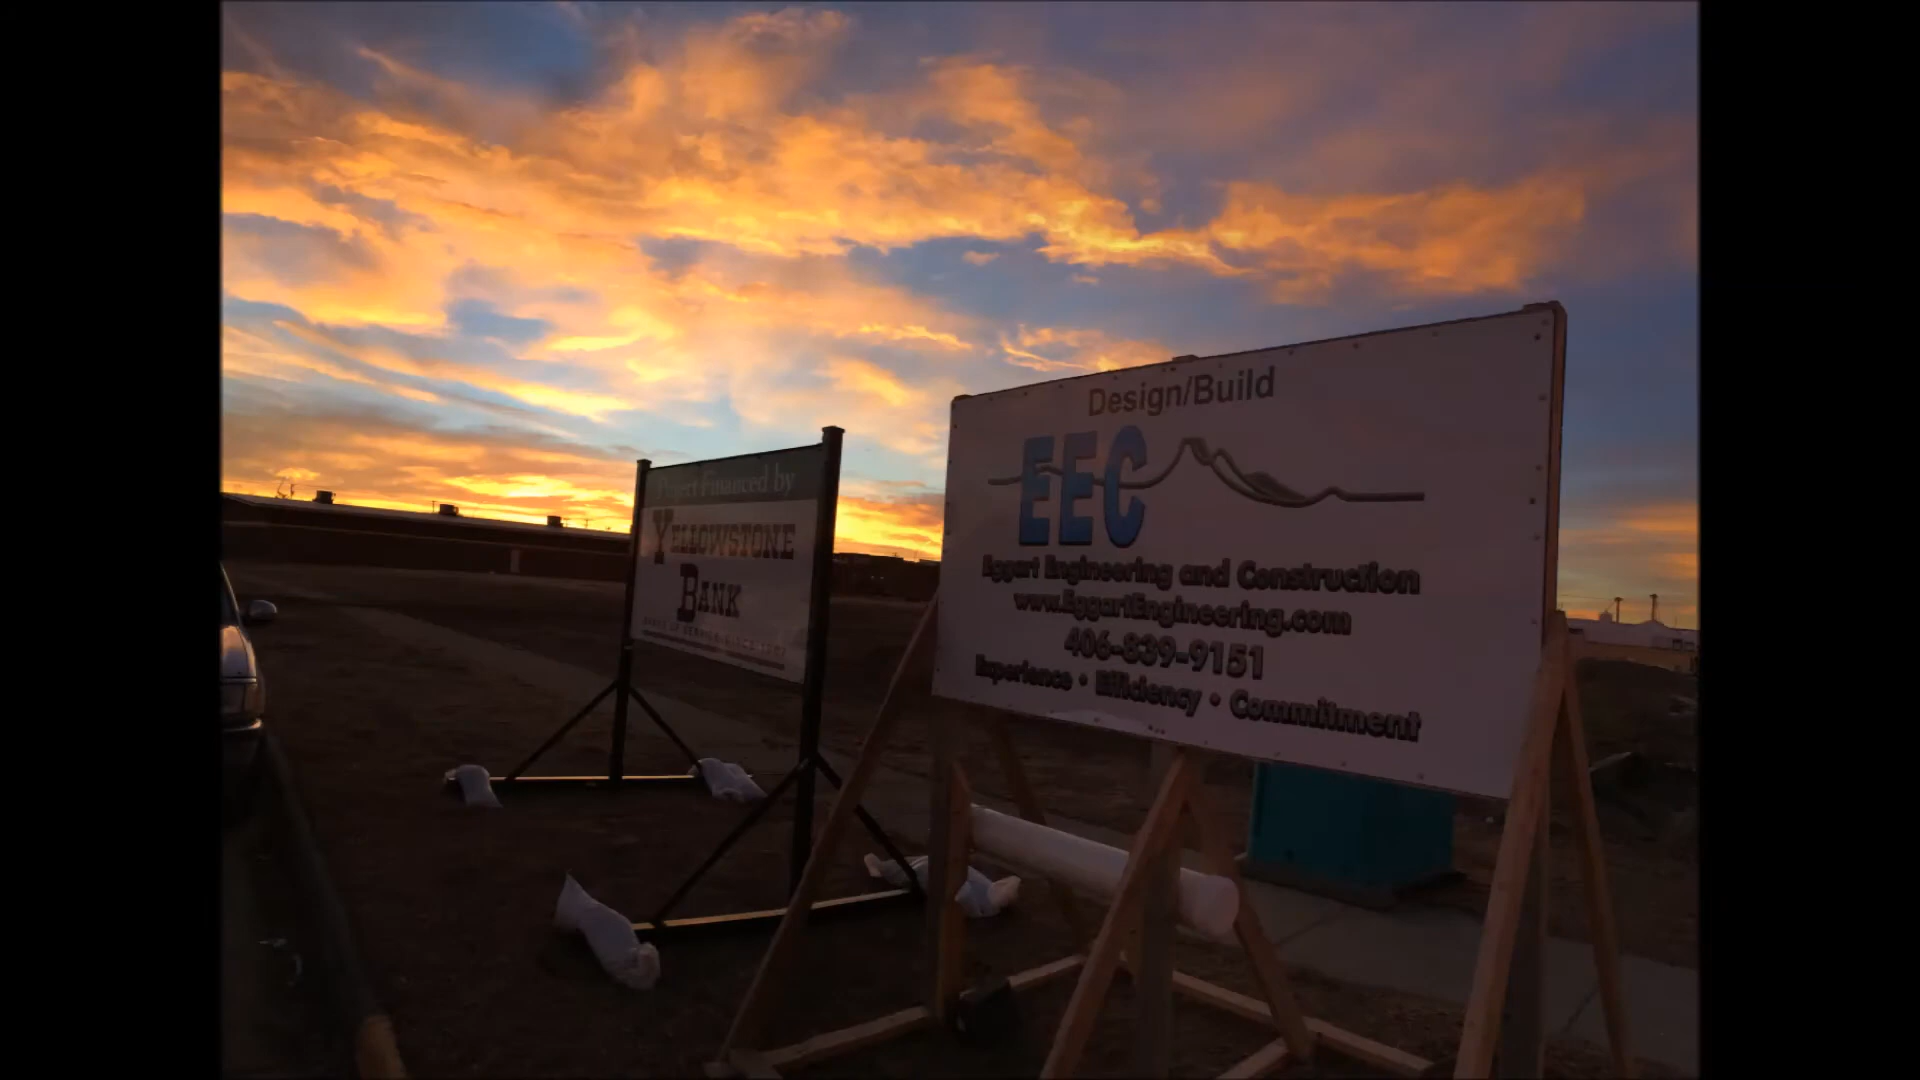 Project Financed by
YELLOWSTONE
BANK
Design/Build
EEC
Eggart Engineering and Construction
www.EggartEngineering.com
406-839-9151
Experience • Efficiency • Commitment